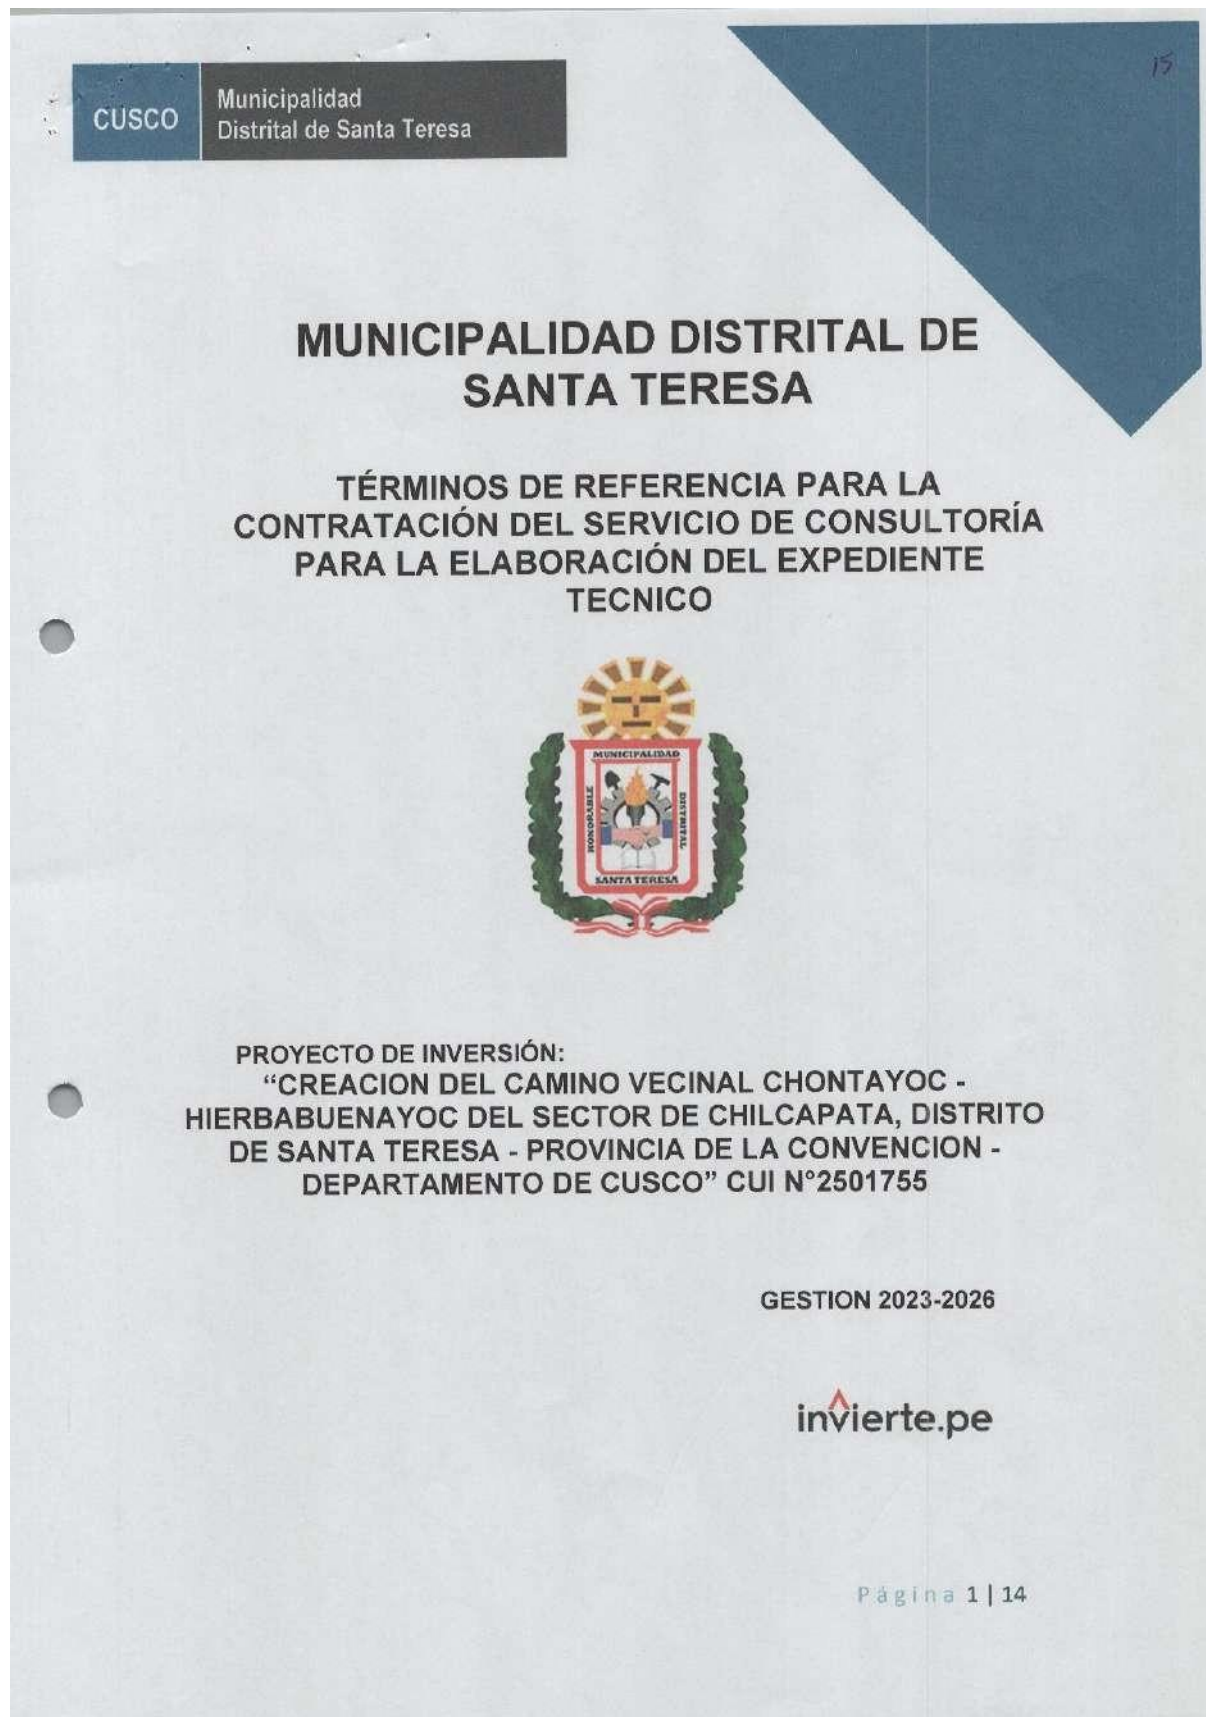 15
CUSCO
Municipalidad
Distrital de Santa Teresa
MUNICIPALIDAD DISTRITAL DE
SANTA TERESA
TÉRMINOS DE REFERENCIA PARA LA
CONTRATACIÓN DEL SERVICIO DE CONSULTORÍA
PARA LA ELABORACIÓN DEL EXPEDIENTE
TECNICO
MUNICIPALIDAD
HONORABLE
DISTRITAL
SANTA TERESA
PROYECTO DE INVERSIÓN:
“CREACION DEL CAMINO VECINAL CHONTAYOC -
HIERBABUENAYOC DEL SECTOR DE CHILCAPATA, DISTRITO
DE SANTA TERESA - PROVINCIA DE LA CONVENCION -
DEPARTAMENTO DE CUSCO” CUI N°2501755
GESTION 2023-2026
invierte.pe
Página 1 | 14